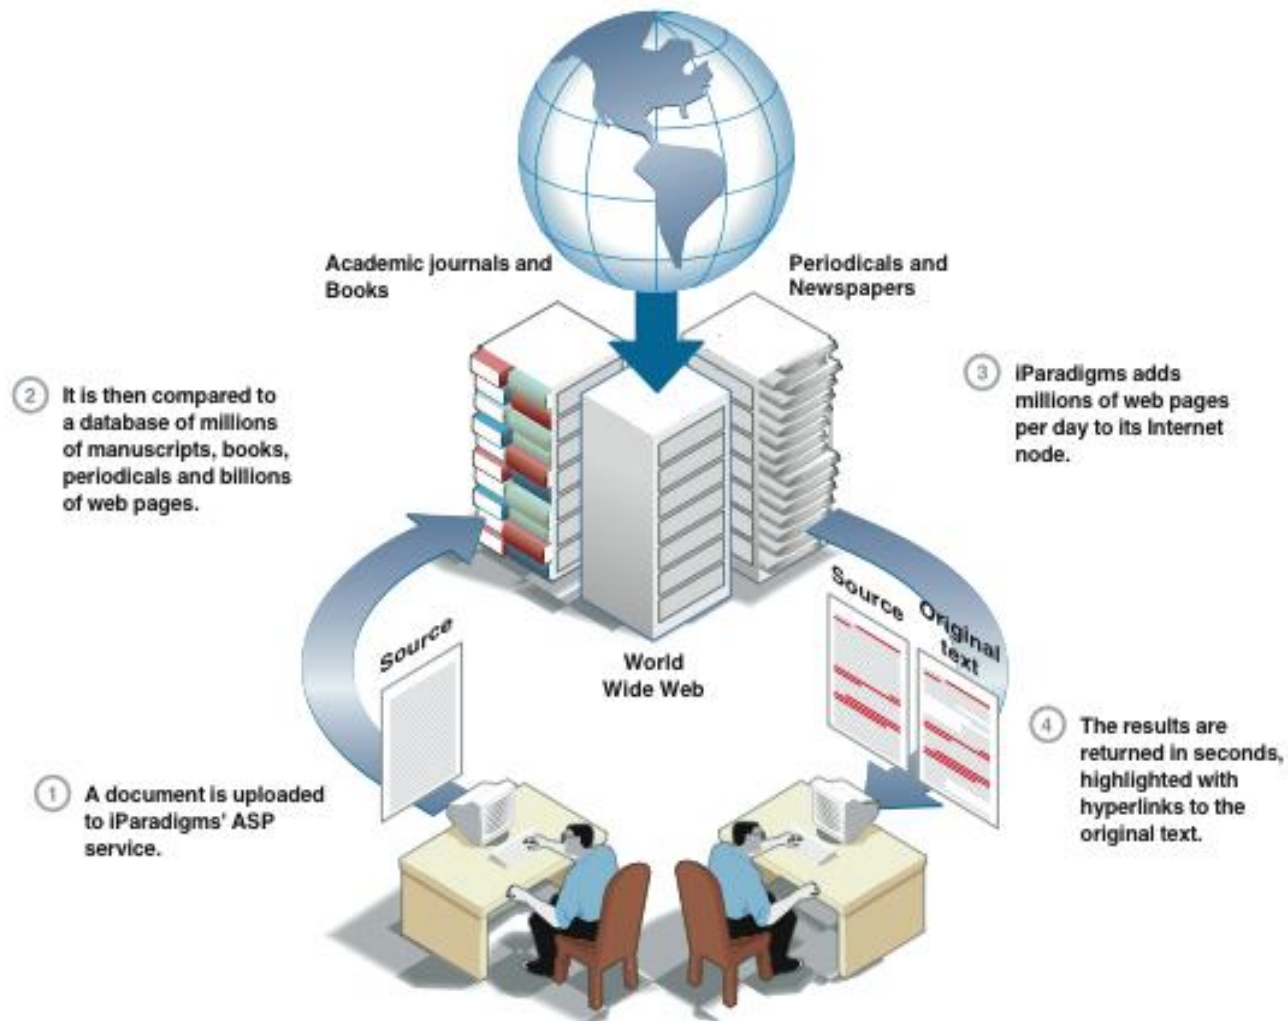 Academic journals and
Books
Periodicals and
Newspapers
2
It is then compared to
a database of millions
of manuscripts, books,
periodicals and billions
of web pages.
3
iParadigms adds
millions of web pages
per day to its Internet
node.
Source
Source
Original
text
World
Wide Web
1
A document is uploaded
to iParadigms' ASP
service.
4
The results are
returned in seconds,
highlighted with
hyperlinks to the
original text.